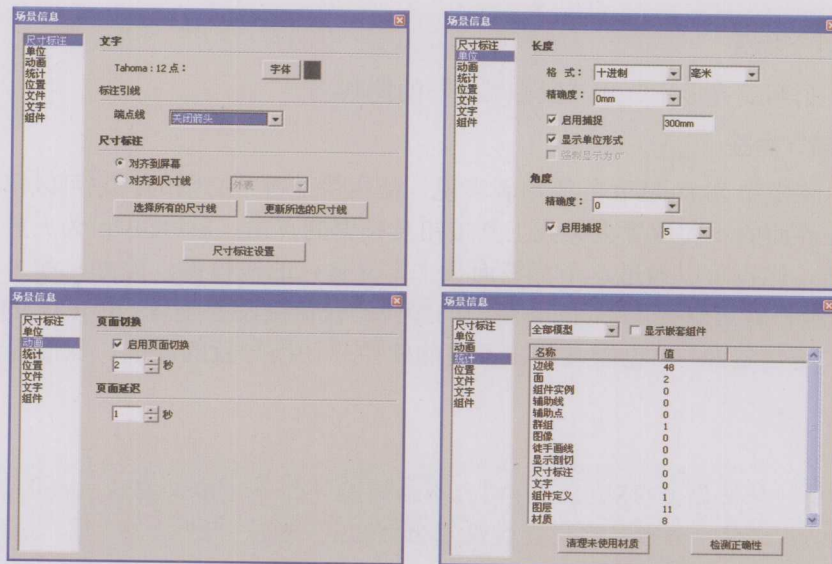 场景信息
尺寸标注
单位
动画
统计
位置
文件
文字
组件
文字
Tahoma : 12 点 :
字体
标注引线
端点线
关闭箭头
尺寸标注
对齐到屏幕
对齐到尺寸线
外表
选择所有的尺寸线
更新所选的尺寸线
尺寸标注设置
场景信息
尺寸标注
单位
动画
统计
位置
文件
文字
组件
长度
格 式：
十进制
毫米
精确度：
0mm
启用捕捉
300mm
显示单位形式
强制显示为 0"
角度
精确度：
0
启用捕捉
5
场景信息
尺寸标注
单位
动画
统计
位置
文件
文字
组件
页面切换
启用页面切换
2 秒
页面延迟
1 秒
场景信息
尺寸标注
单位
动画
统计
位置
文件
文字
组件
全部模型
显示嵌套组件
名称 值
边线 48
面 2
组件实例 0
辅助线 0
辅助点 0
群组 1
图像 0
徒手画线 0
显示剖切 0
尺寸标注 0
文字 0
组件定义 1
图层 11
材质 8
清理未使用材质
检测正确性